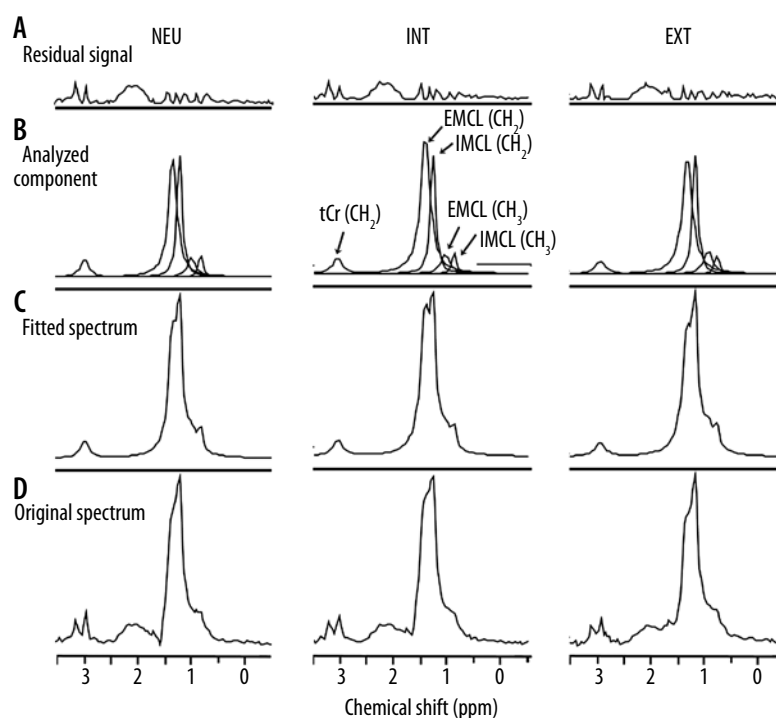 A
NEU
INT
EXT
Residual signal
B
Analyzed
component
EMCL (CH2)
IMCL (CH2)
tCr (CH2)
EMCL (CH3)
IMCL (CH3)
C
Fitted spectrum
D
Original spectrum
3 2 1 0
3 2 1 0
3 2 1 0
Chemical shift (ppm)